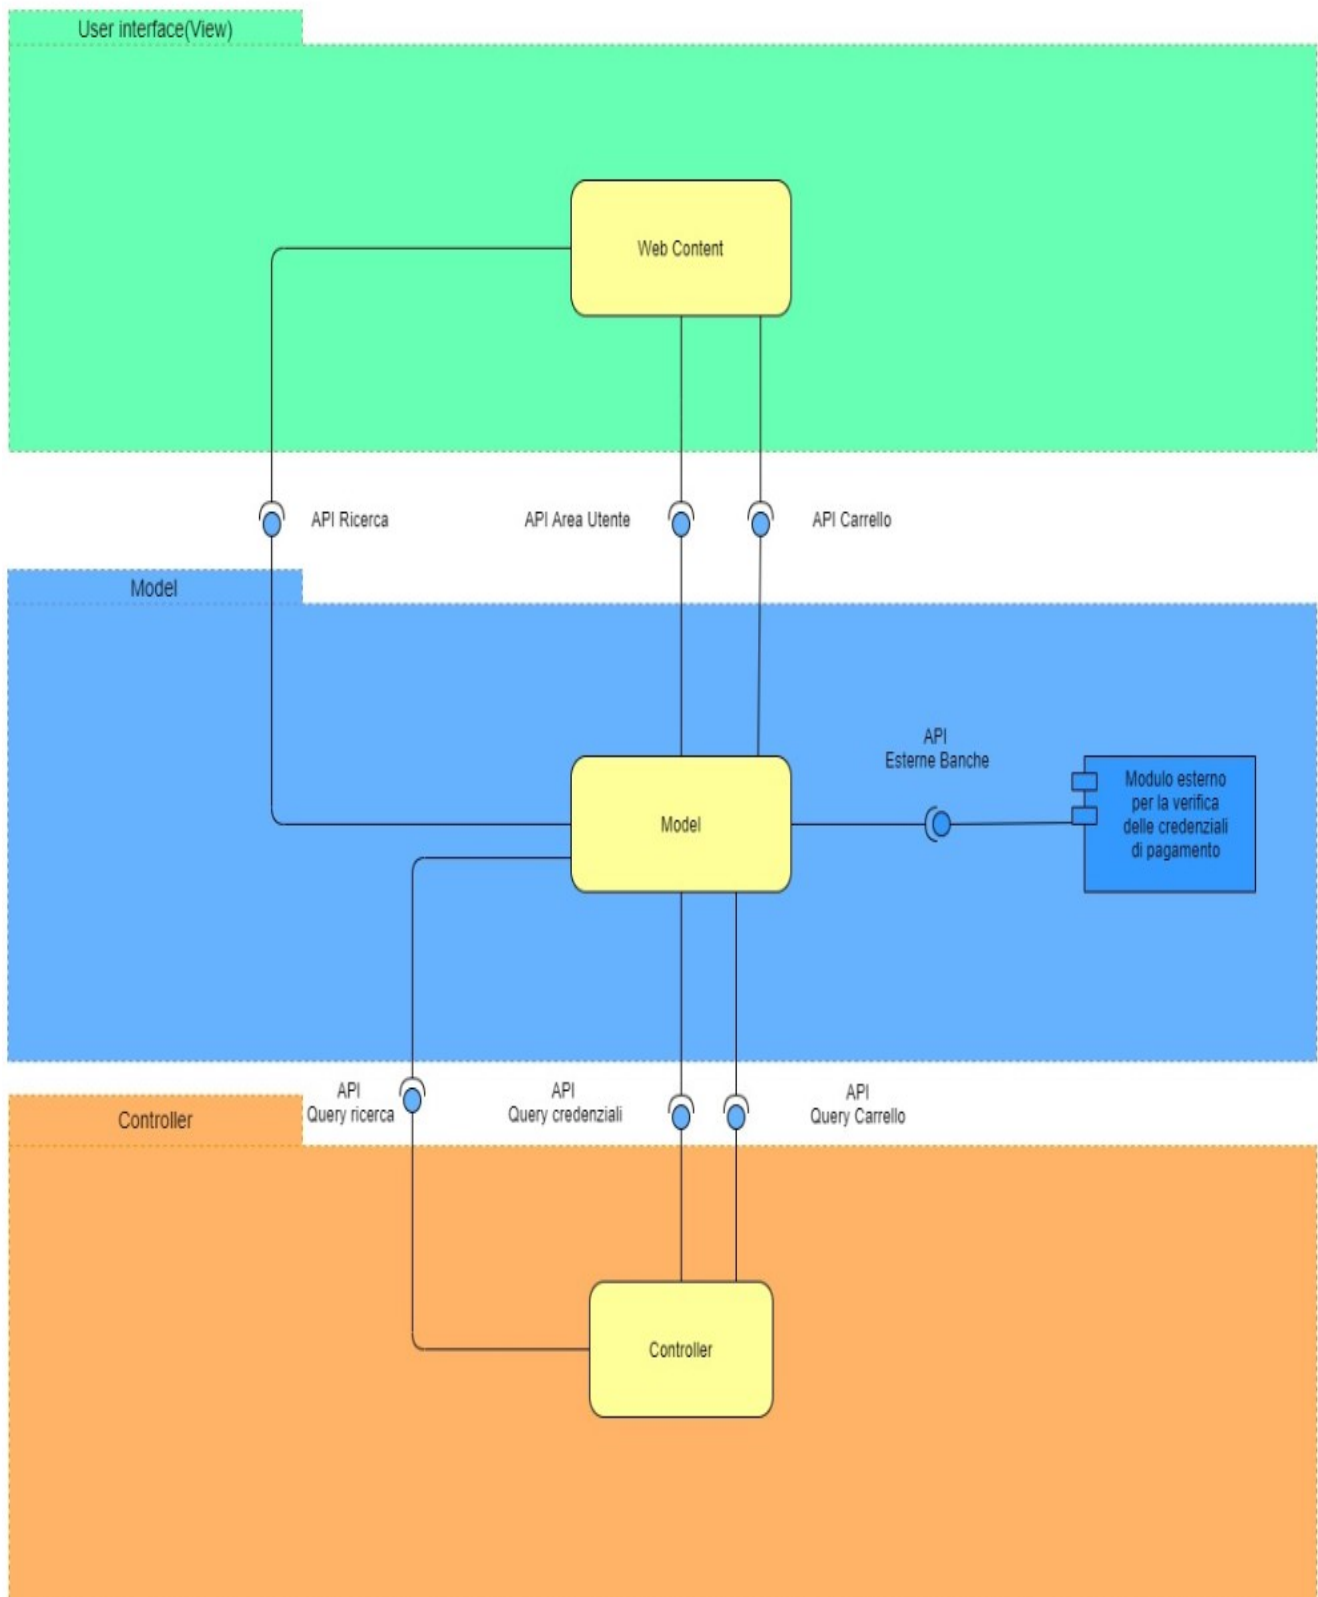 User interface(View)
Web Content
API Ricerca
API Area Utente
API Carrello
Model
API
Esterne Banche
Modulo esterno
per la verifica
delle credenziali
di pagamento
Model
API
Query ricerca
API
Query credenziali
API
Query Carrello
Controller
Controller